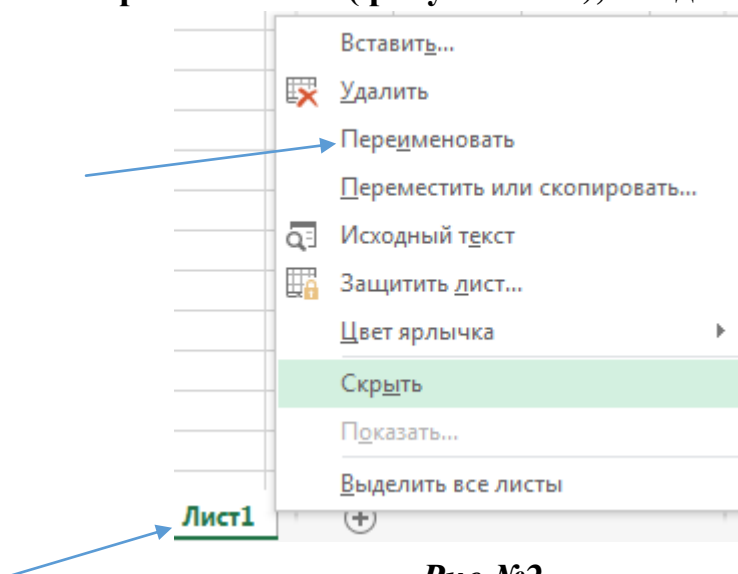 Вставить...
Удалить
Переименовать
Переместить или скопировать...
Исходный текст
Защитить лист...
Цвет ярлычка
Скрыть
Показать...
Выделить все листы
Лист1